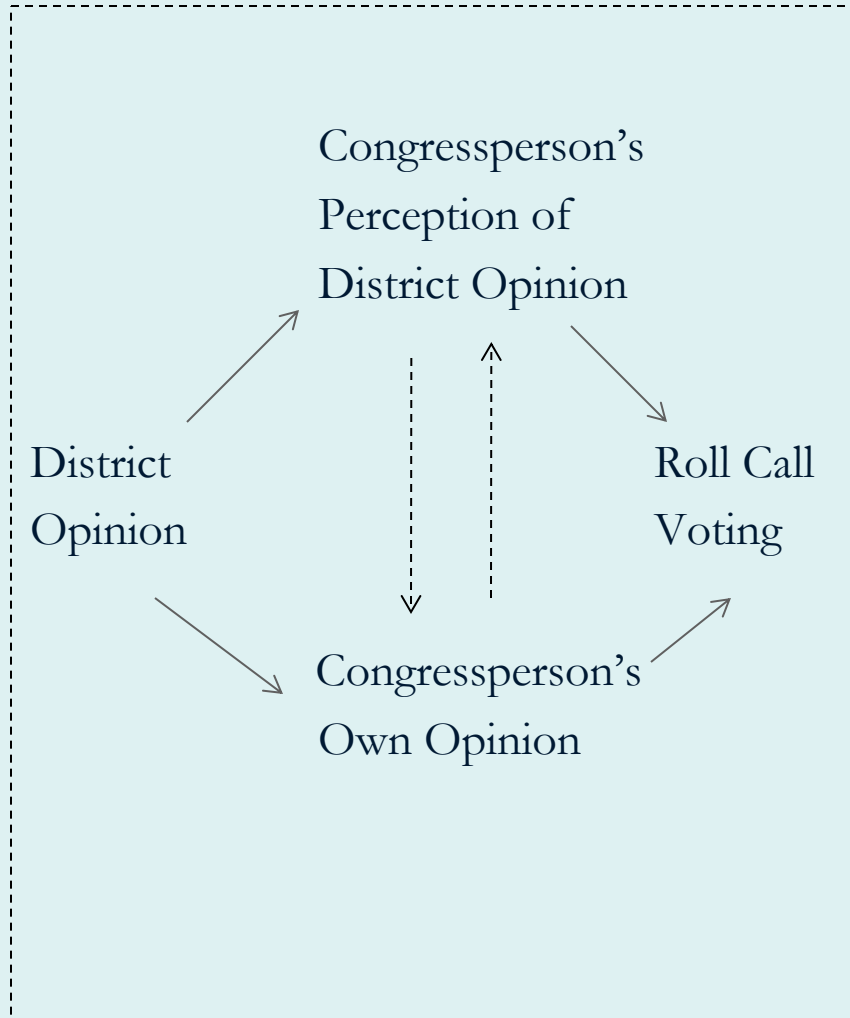 Congressperson’s
Perception of
District Opinion
District
Opinion
Roll Call
Voting
Congressperson’s
Own Opinion